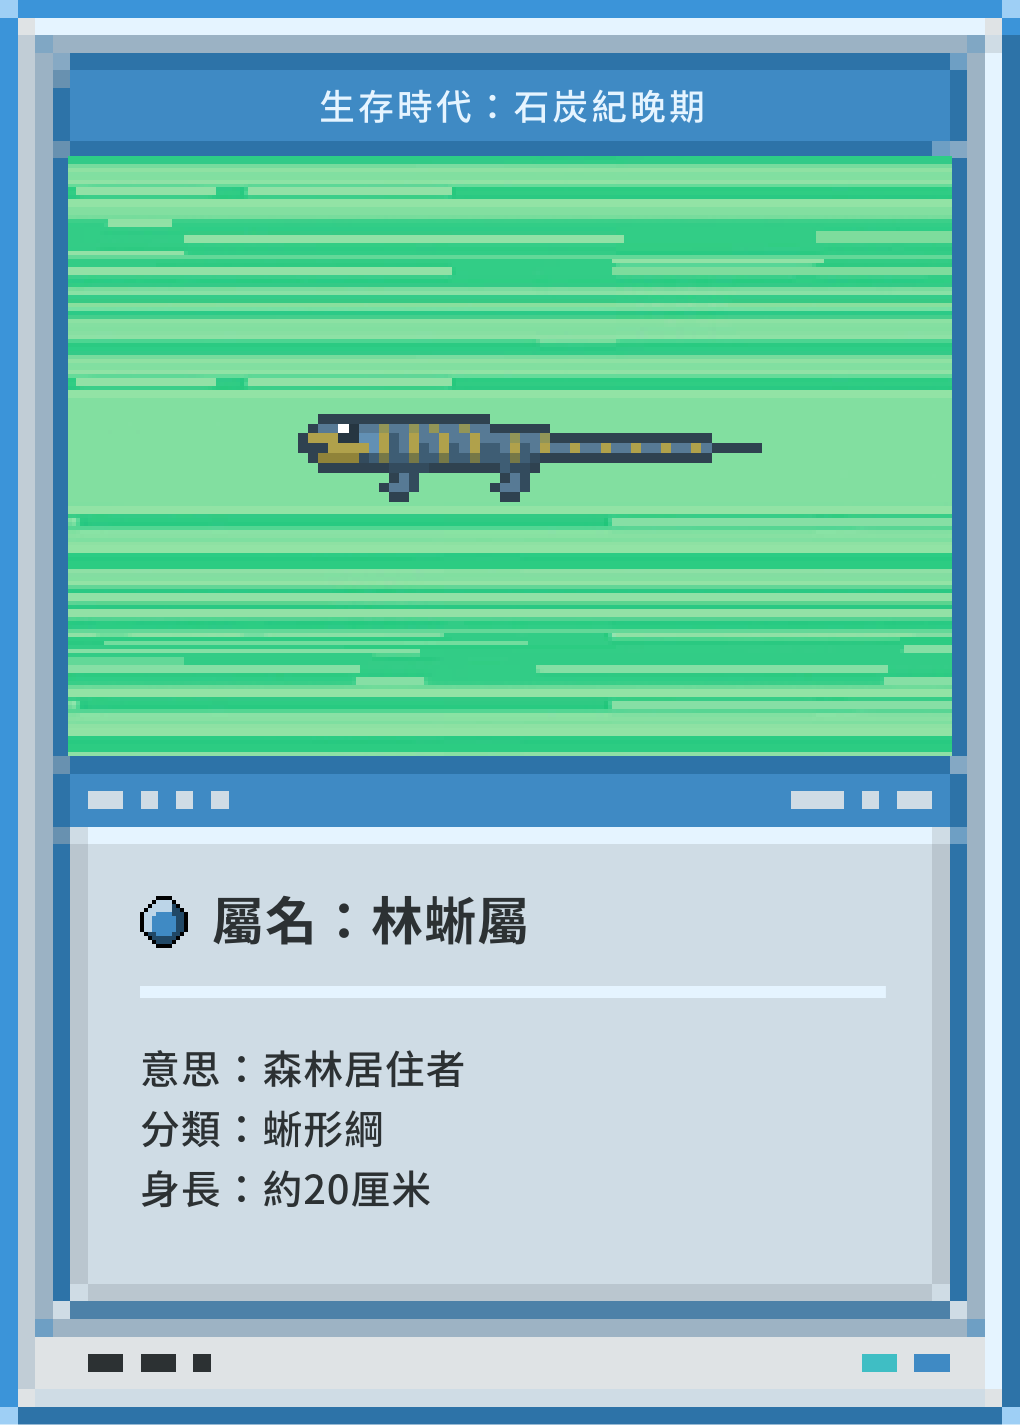 生存時代：石炭紀晚期
屬名：林蜥屬
意思：森林居住者
分類：蜥形綱
身長：約20厘米